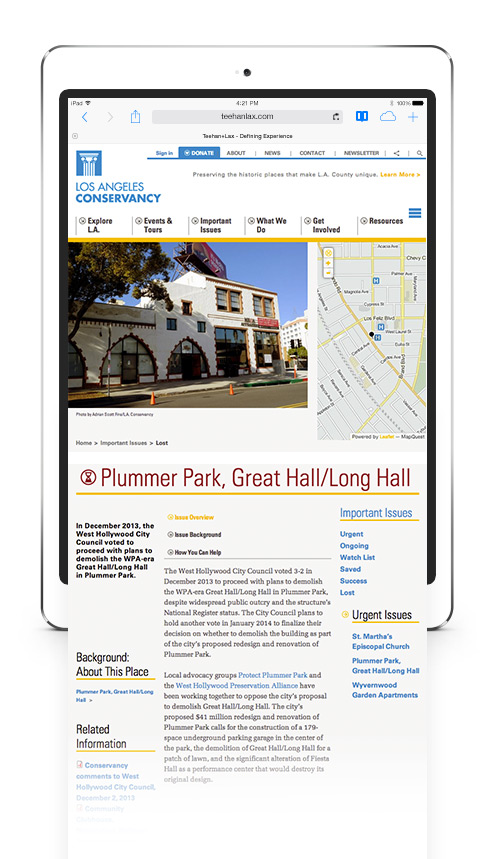 iPad 4:21 PM 100%
teehanlax.com
Teehan+Lax - Defining Experience
Sign in DONATE ABOUT | NEWS | CONTACT | NEWSLETTER |
LOS ANGELES
CONSERVANCY
Preserving the historic places that make L.A. County unique. Learn More >
Explore
L.A.
Events &
Tours
Important
Issues
What We
Do
Get
Involved
Resources
Acacia Ave
Chevy C
Palmer Ave
Magnolia Ave
Cypress St
Los Feliz Blvd
West Laurel St
Eulalia St
Central Ave
Brand Blvd
Powered by Leaflet — MapQuest
Photo by Adrian Scott Fine/L.A. Conservancy
Home > Important Issues > Lost
Plummer Park, Great Hall/Long Hall
In December 2013, the
West Hollywood City
Council voted to
proceed with plans to
demolish the WPA-era
Great Hall/Long Hall
in Plummer Park.
Background:
About This Place
Plummer Park, Great Hall/Long
Hall >
Related
Information
Conservancy
comments to West
Hollywood City Council,
December 2, 2013
Community
Issue Overview
Issue Background
How You Can Help
The West Hollywood City Council voted 3-2 in
December 2013 to proceed with plans to demolish
the WPA-era Great Hall/Long Hall in Plummer Park,
despite widespread public outcry and the structure's
National Register status. The City Council plans to
hold another vote in January 2014 to finalize their
decision on whether to demolish the building as part
of the city's proposed redesign and renovation of
Plummer Park.
Local advocacy groups Protect Plummer Park and
the West Hollywood Preservation Alliance have
been working together to oppose the city's proposal
to demolish Great Hall/Long Hall. The city's
proposed $41 million redesign and renovation of
Plummer Park calls for the construction of a 179-
space underground parking garage in the center of
the park, the demolition of Great Hall/Long Hall for a
patch of lawn, and the significant alteration of Fiesta
Hall as a performance center that would destroy its
original design.
Important Issues
Urgent
Ongoing
Watch List
Saved
Success
Lost
Urgent Issues
St. Martha's
Episcopal Church
Plummer Park,
Great Hall/Long Hall
Wyvernwood
Garden Apartments